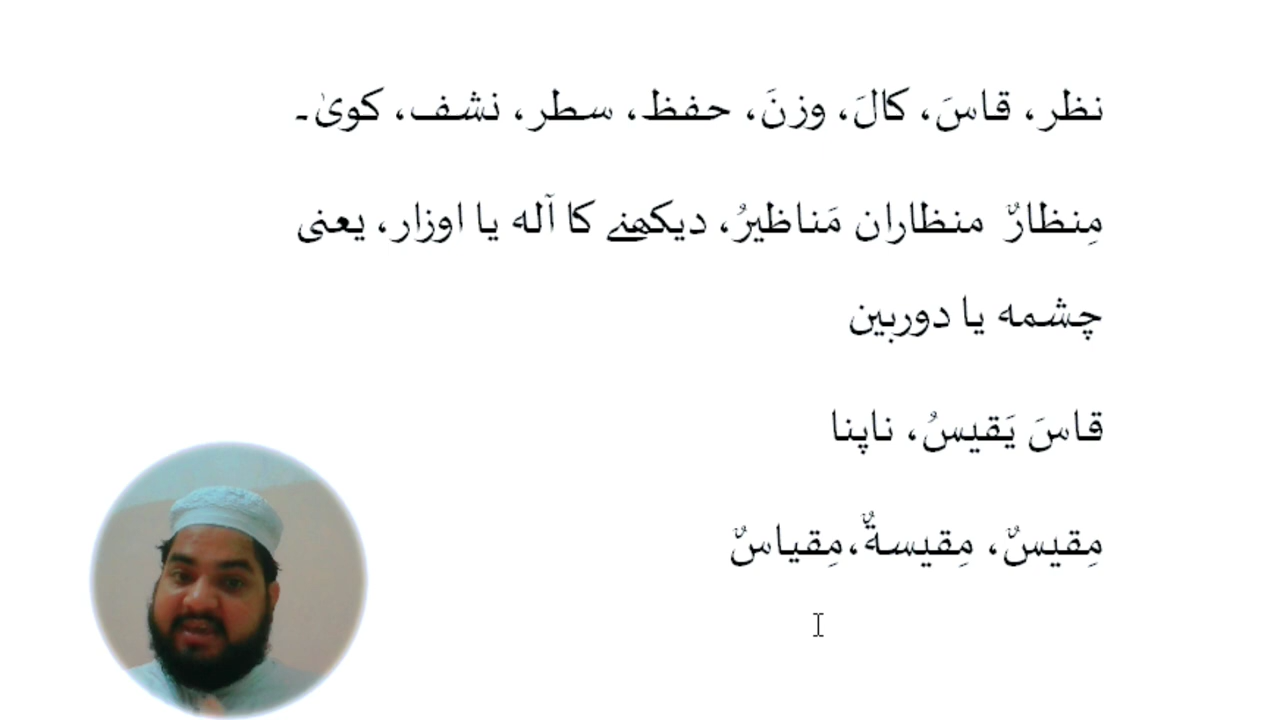 نظر، قاسَ، کالَ، وزنَ، حفظ، سطر، نشف، کویٰ۔
مِنظارٌ منظاران مَناظیرُ، دیکھنے کا آلہ یا اوزار، یعنی
چشمہ یا دوربین
قاسَ یَقیسُ، ناپنا
مِقیسٌ، مِقیسةٌ،مِقیاسٌ